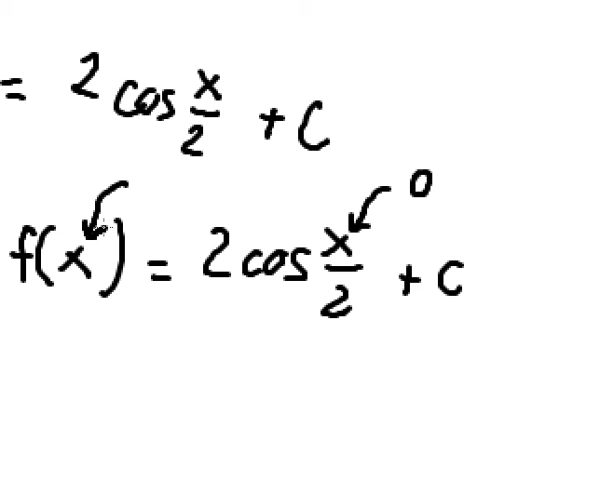 = 2 cos x/2 + C
0
f(x) = 2 cos x/2 + C